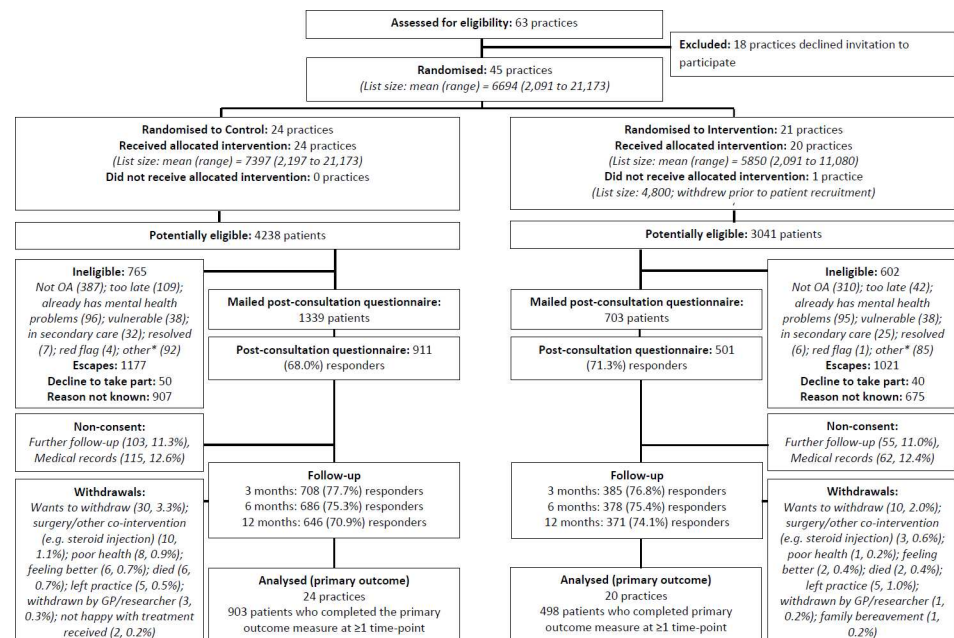 Assessed for eligibility: 63 practices
Excluded: 18 practices declined invitation to
participate
Randomised: 45 practices
(List size: mean (range) = 6694 (2,091 to 21,173)
Randomised to Control: 24 practices
Received allocated intervention: 24 practices
(List size: mean (range) = 7397 (2,197 to 21,173)
Did not receive allocated intervention: 0 practices
Randomised to Intervention: 21 practices
Received allocated intervention: 20 practices
(List size: mean (range) = 5850 (2,091 to 11,080)
Did not receive allocated intervention: 1 practice
(List size: 4,800; withdrew prior to patient recruitment)
Potentially eligible: 4238 patients
Potentially eligible: 3041 patients
Ineligible: 765
Not OA (387); too late (109);
already has mental health
problems (96); vulnerable (38);
in secondary care (32); resolved
(7); red flag (4); other* (92)
Escapes: 1177
Decline to take part: 50
Reason not known: 907
Mailed post-consultation questionnaire:
1339 patients
Post-consultation questionnaire: 911
(68.0%) responders
Mailed post-consultation questionnaire:
703 patients
Post-consultation questionnaire: 501
(71.3%) responders
Ineligible: 602
Not OA (310); too late (42);
already has mental health
problems (95); vulnerable (38);
in secondary care (25); resolved
(6); red flag (1); other* (85)
Escapes: 1021
Decline to take part: 40
Reason not known: 675
Non-consent:
Further follow-up (103, 11.3%),
Medical records (115, 12.6%)
Non-consent:
Further follow-up (55, 11.0%),
Medical records (62, 12.4%)
Withdrawals:
Wants to withdraw (30, 3.3%);
surgery/other co-intervention
(e.g. steroid injection) (10,
1.1%); poor health (8, 0.9%);
feeling better (6, 0.7%); died (6,
0.7%); left practice (5, 0.5%);
withdrawn by GP/researcher (3,
0.3%); not happy with treatment
received (2, 0.2%)
Follow-up
3 months: 708 (77.7%) responders
6 months: 686 (75.3%) responders
12 months: 646 (70.9%) responders
Analysed (primary outcome)
24 practices
903 patients who completed the primary
outcome measure at ≥1 time-point
Follow-up
3 months: 385 (76.8%) responders
6 months: 378 (75.4%) responders
12 months: 371 (74.1%) responders
Analysed (primary outcome)
20 practices
498 patients who completed primary
outcome measure at ≥1 time-point
Withdrawals:
Wants to withdraw (10, 2.0%);
surgery/other co-intervention
(e.g. steroid injection) (3, 0.6%);
poor health (1, 0.2%); feeling
better (2, 0.4%); died (2, 0.4%);
left practice (5, 1.0%);
withdrawn by GP/researcher (1,
0.2%); family bereavement (1,
0.2%)